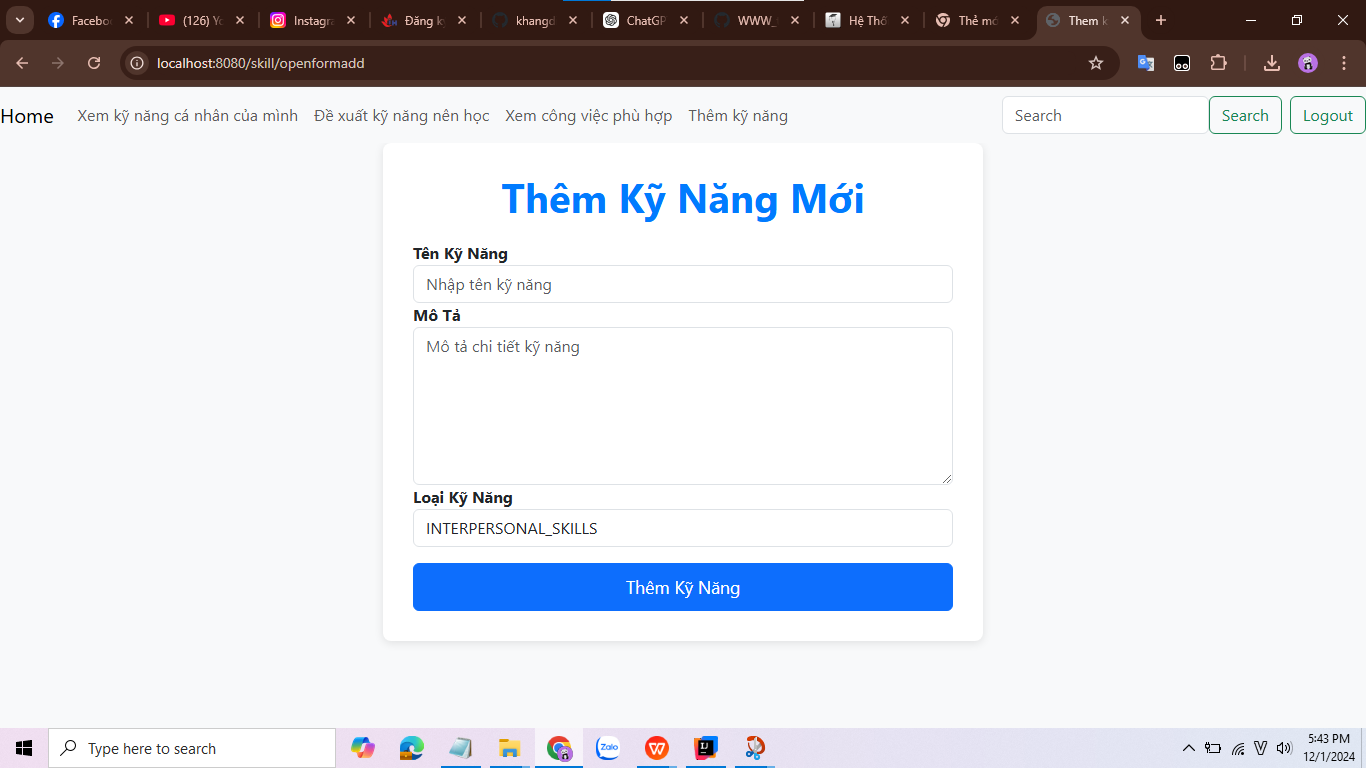 Facebo
(126) Yo
Instagra
Đăng k
khangd
ChatGP
WWW_
Hệ Thố
Thẻ mớ
Them k
localhost:8080/skill/openformadd
Home
Xem kỹ năng cá nhân của mình
Đề xuất kỹ năng nên học
Xem công việc phù hợp
Thêm kỹ năng
Search
Search
Logout
Thêm Kỹ Năng Mới
Tên Kỹ Năng
Nhập tên kỹ năng
Mô Tả
Mô tả chi tiết kỹ năng
Loại Kỹ Năng
INTERPERSONAL_SKILLS
Thêm Kỹ Năng
Type here to search
Zalo
5:43 PM
12/1/2024